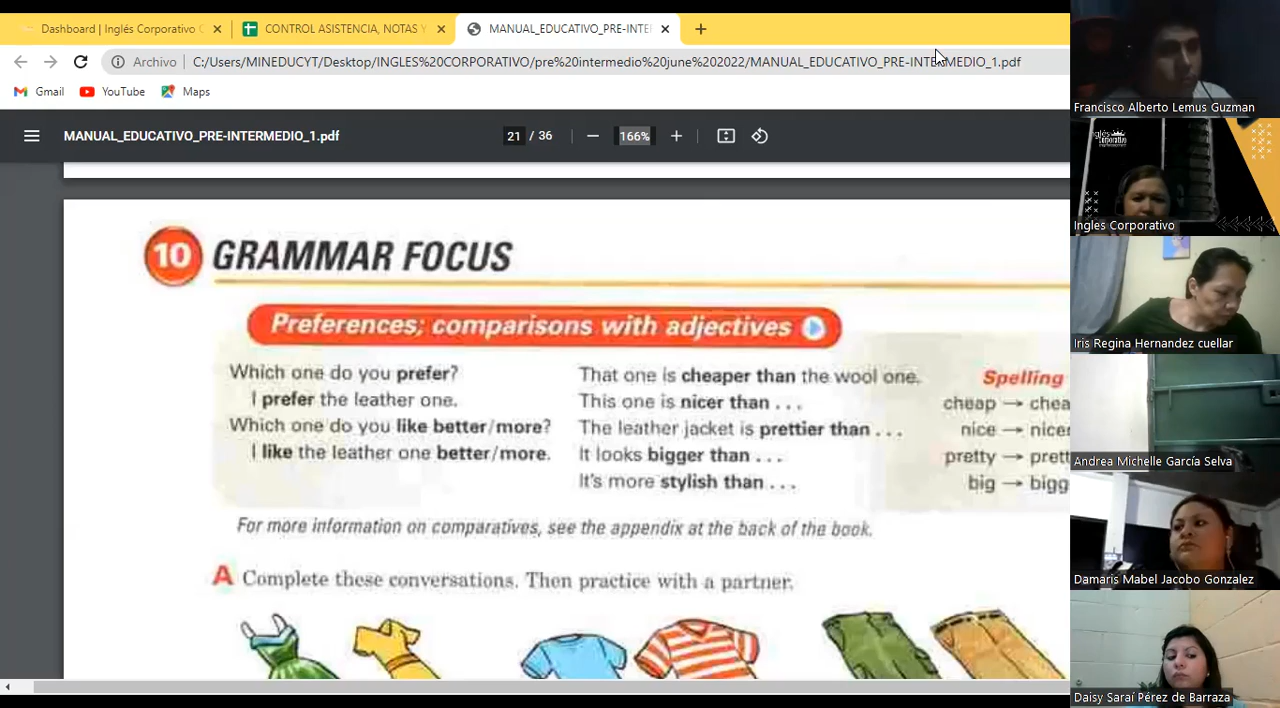 Dashboard | Inglés Corporativo
CONTROL ASISTENCIA, NOTAS Y
MANUAL_EDUCATIVO_PRE-INTE
Archivo
C:/Users/MINEDUCYT/Desktop/INGLES%20CORPORATIVO/pre%20intermedio%20june%202022/MANUAL_EDUCATIVO_PRE-INTERMEDIO_1.pdf
Gmail
YouTube
Maps
MANUAL_EDUCATIVO_PRE-INTERMEDIO_1.pdf
21 / 36
166%
10 GRAMMAR FOCUS
Preferences; comparisons with adjectives
Which one do you prefer?
I prefer the leather one.
Which one do you like better/more?
I like the leather one better/more.
That one is cheaper than the wool one.
This one is nicer than . . .
The leather jacket is prettier than . . .
It looks bigger than . . .
It's more stylish than . . .
Spelling
cheap → chea
nice → nicer
pretty → prett
big → bigg
For more information on comparatives, see the appendix at the back of the book.
A Complete these conversations. Then practice with a partner.
Francisco Alberto Lemus Guzman
Inglés
Corporativo
Ingles Corporativo
Iris Regina Hernandez cuellar
Andrea Michelle García Selva
Damaris Mabel Jacobo Gonzalez
Daisy Saraí Pérez de Barraza